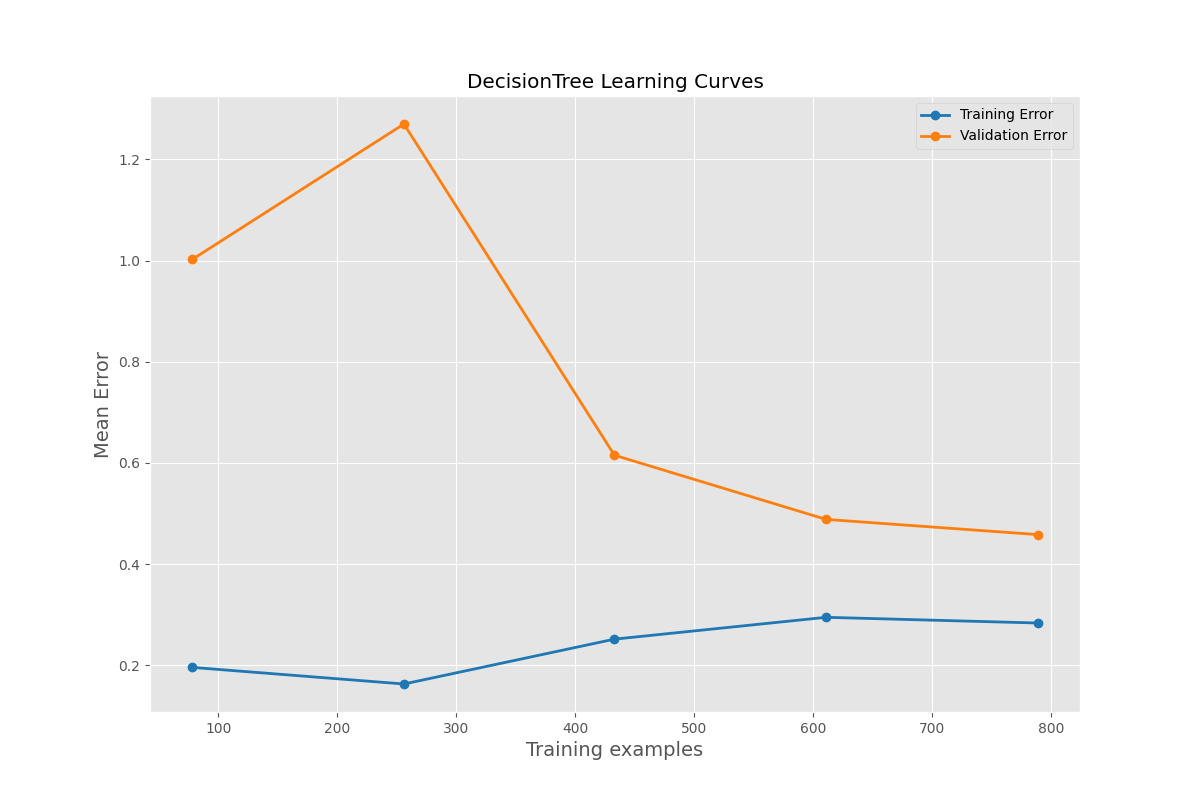 DecisionTree Learning Curves
Training Error
Validation Error
1.2
1.0
0.8
0.6
0.4
0.2
Mean Error
100 200 300 400 500 600 700 800
Training examples